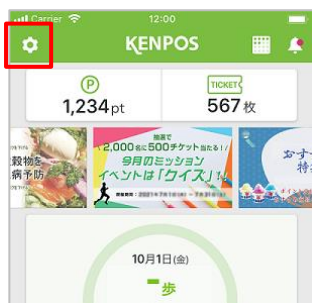 Carrier 12:00
KENPOS
P TICKET
1,234pt 567枚
抽選で
2,000名に500チケット当たる!
今月のミッション
イベントは「クイズ」!
穀物を
病予防
おす
特
10月1日(金)
-歩